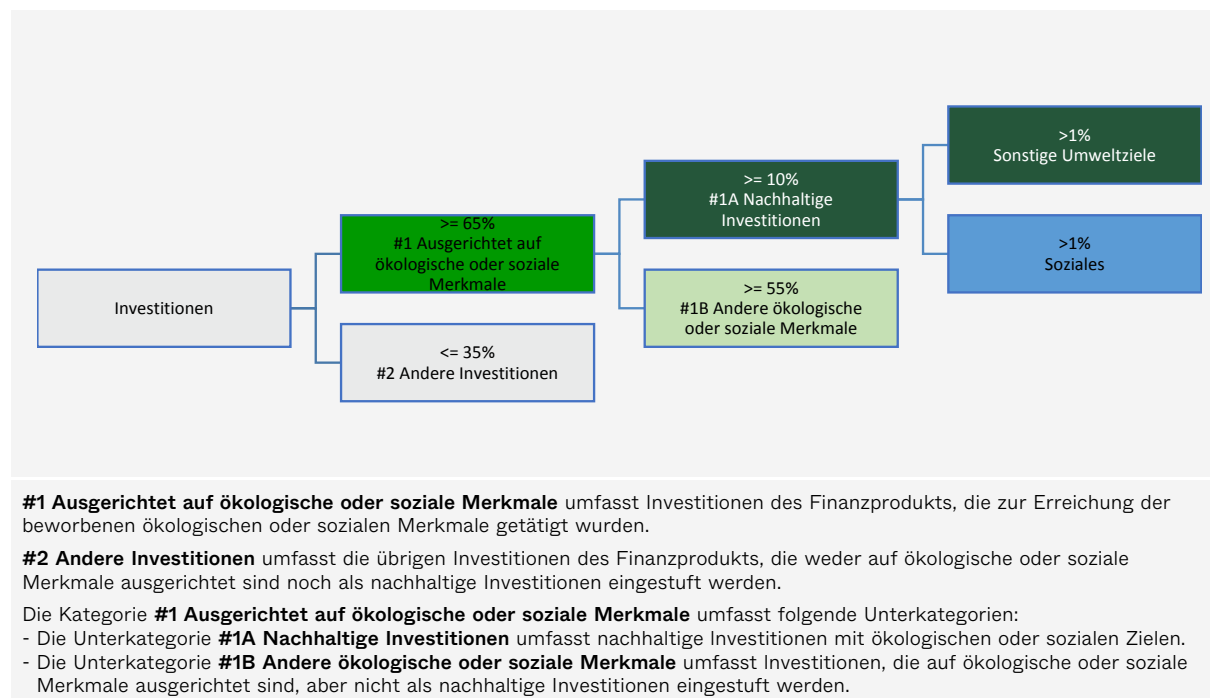 >1%
Sonstige Umweltziele
>= 10%
#1A Nachhaltige
Investitionen
>= 65%
#1 Ausgerichtet auf
ökologische oder soziale
Merkmale
>1%
Soziales
Investitionen
>= 55%
#1B Andere ökologische
oder soziale Merkmale
<= 35%
#2 Andere Investitionen
#1 Ausgerichtet auf ökologische oder soziale Merkmale umfasst Investitionen des Finanzprodukts, die zur Erreichung der
beworbenen ökologischen oder sozialen Merkmale getätigt wurden.
#2 Andere Investitionen umfasst die übrigen Investitionen des Finanzprodukts, die weder auf ökologische oder soziale
Merkmale ausgerichtet sind noch als nachhaltige Investitionen eingestuft werden.
Die Kategorie #1 Ausgerichtet auf ökologische oder soziale Merkmale umfasst folgende Unterkategorien:
- Die Unterkategorie #1A Nachhaltige Investitionen umfasst nachhaltige Investitionen mit ökologischen oder sozialen Zielen.
- Die Unterkategorie #1B Andere ökologische oder soziale Merkmale umfasst Investitionen, die auf ökologische oder soziale
Merkmale ausgerichtet sind, aber nicht als nachhaltige Investitionen eingestuft werden.